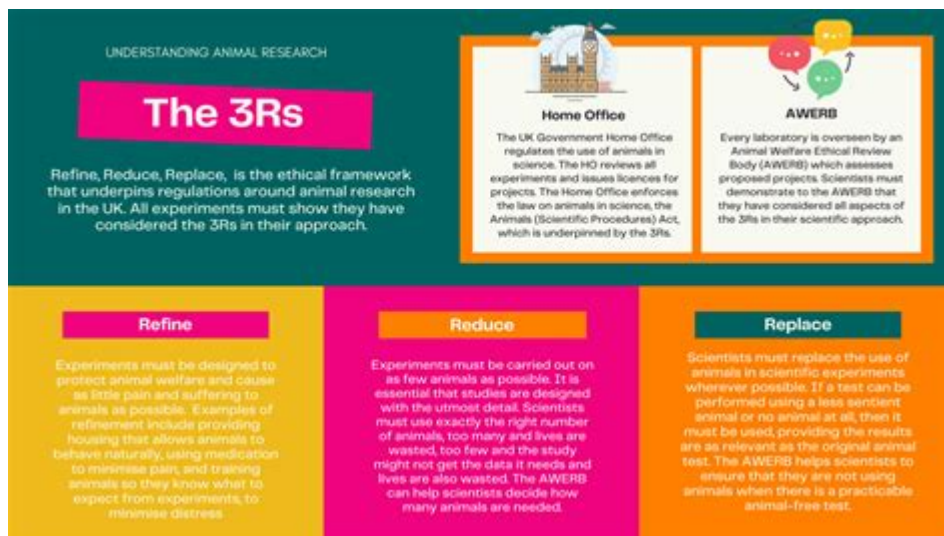 UNDERSTANDING ANIMAL RESEARCH
The 3Rs
Refine, Reduce, Replace,  is the ethical framework
that underpins regulations around animal research
in the UK. All experiments must show they have
considered the 3Rs in their approach.
Home Office
The UK Government Home Office
regulates the use of animals in
science. The HO reviews all
experiments and issues licences for
projects. The Home Office enforces
the law on animals in science, the
Animals (Scientific Procedures) Act,
which is underpinned by the 3Rs.
AWERB
Every laboratory is overseen by an
Animal Welfare Ethical Review
Body (AWERB) which assesses
proposed projects. Scientists must
demonstrate to the AWERB that
they have considered all aspects of
the 3Rs in their scientific approach.
Refine
Experiments must be designed to
protect animal welfare and cause
as little pain and suffering to
animals as possible.  Examples of
refinement include providing
housing that allows animals to
behave naturally, using medication
to minimise pain, and training
animals so they know what to
expect from experiments, to
minimise distress
Reduce
Experiments must be carried out on
as few animals as possible. It is
essential that studies are designed
with the utmost detail. Scientists
must use exactly the right number
of animals, too many and lives are
wasted, too few and the study
might not get the data it needs and
lives are also wasted. The AWERB
can help scientists decide how
many animals are needed.
Replace
Scientists must replace the use of
animals in scientific experiments
wherever possible. If a test can be
performed using a less sentient
animal or no animal at all, then it
must be used, providing the results
are as relevant as the original animal
test. The AWERB helps scientists to
ensure that they are not using
animals when there is a practicable
animal-free test.